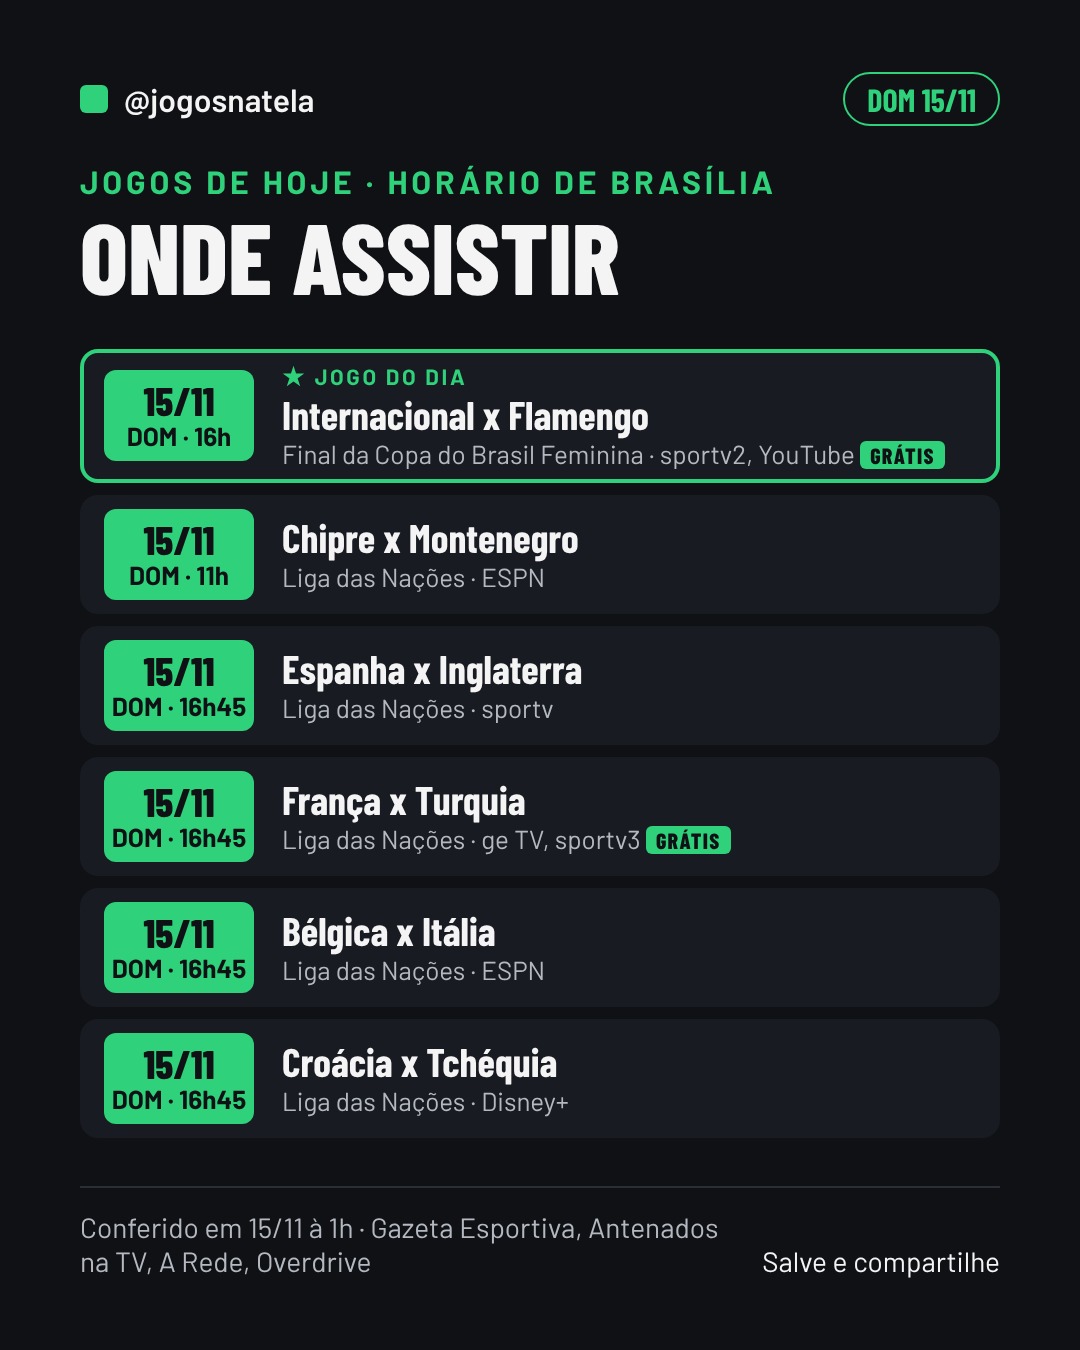 @jogosnatela
DOM 15/11
JOGOS DE HOJE · HORÁRIO DE BRASÍLIA
ONDE ASSISTIR
15/11
DOM · 16h
★ JOGO DO DIA
Internacional x Flamengo
Final da Copa do Brasil Feminina · sportv2, YouTube GRÁTIS
15/11
DOM · 11h
Chipre x Montenegro
Liga das Nações · ESPN
15/11
DOM · 16h45
Espanha x Inglaterra
Liga das Nações · sportv
15/11
DOM · 16h45
França x Turquia
Liga das Nações · ge TV, sportv3 GRÁTIS
15/11
DOM · 16h45
Bélgica x Itália
Liga das Nações · ESPN
15/11
DOM · 16h45
Croácia x Tchéquia
Liga das Nações · Disney+
Conferido em 15/11 à 1h · Gazeta Esportiva, Antenados
na TV, A Rede, Overdrive
Salve e compartilhe